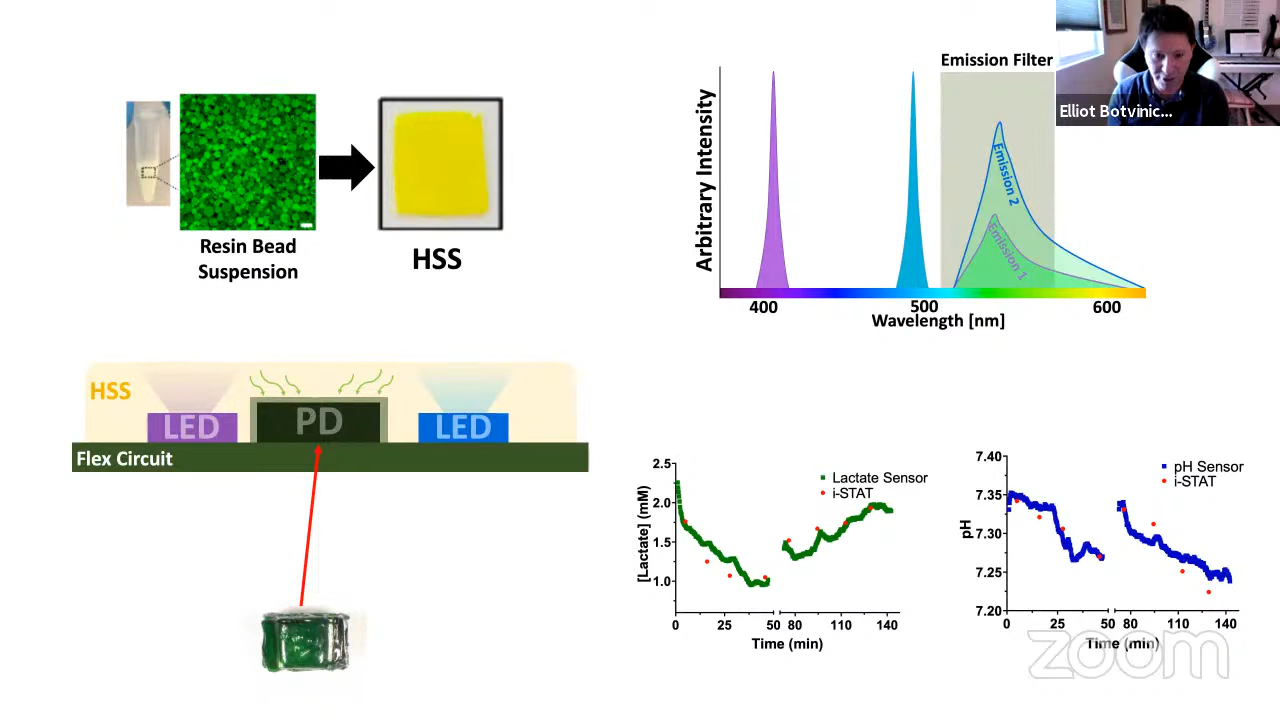 Resin Bead
Suspension
HSS
Emission Filter
Elliot Botvinic...
Arbitrary Intensity
Emission 2
Emission 1
400
500
600
Wavelength [nm]
HSS
LED
PD
LED
Flex Circuit
2.5
2.0
1.5
1.0
[Lactate] (mM)
Lactate Sensor
i-STAT
0
25
50
80
110
140
Time (min)
7.40
7.35
7.30
7.25
7.20
pH
pH Sensor
i-STAT
0
25
50
80
110
140
Time (min)
zoom